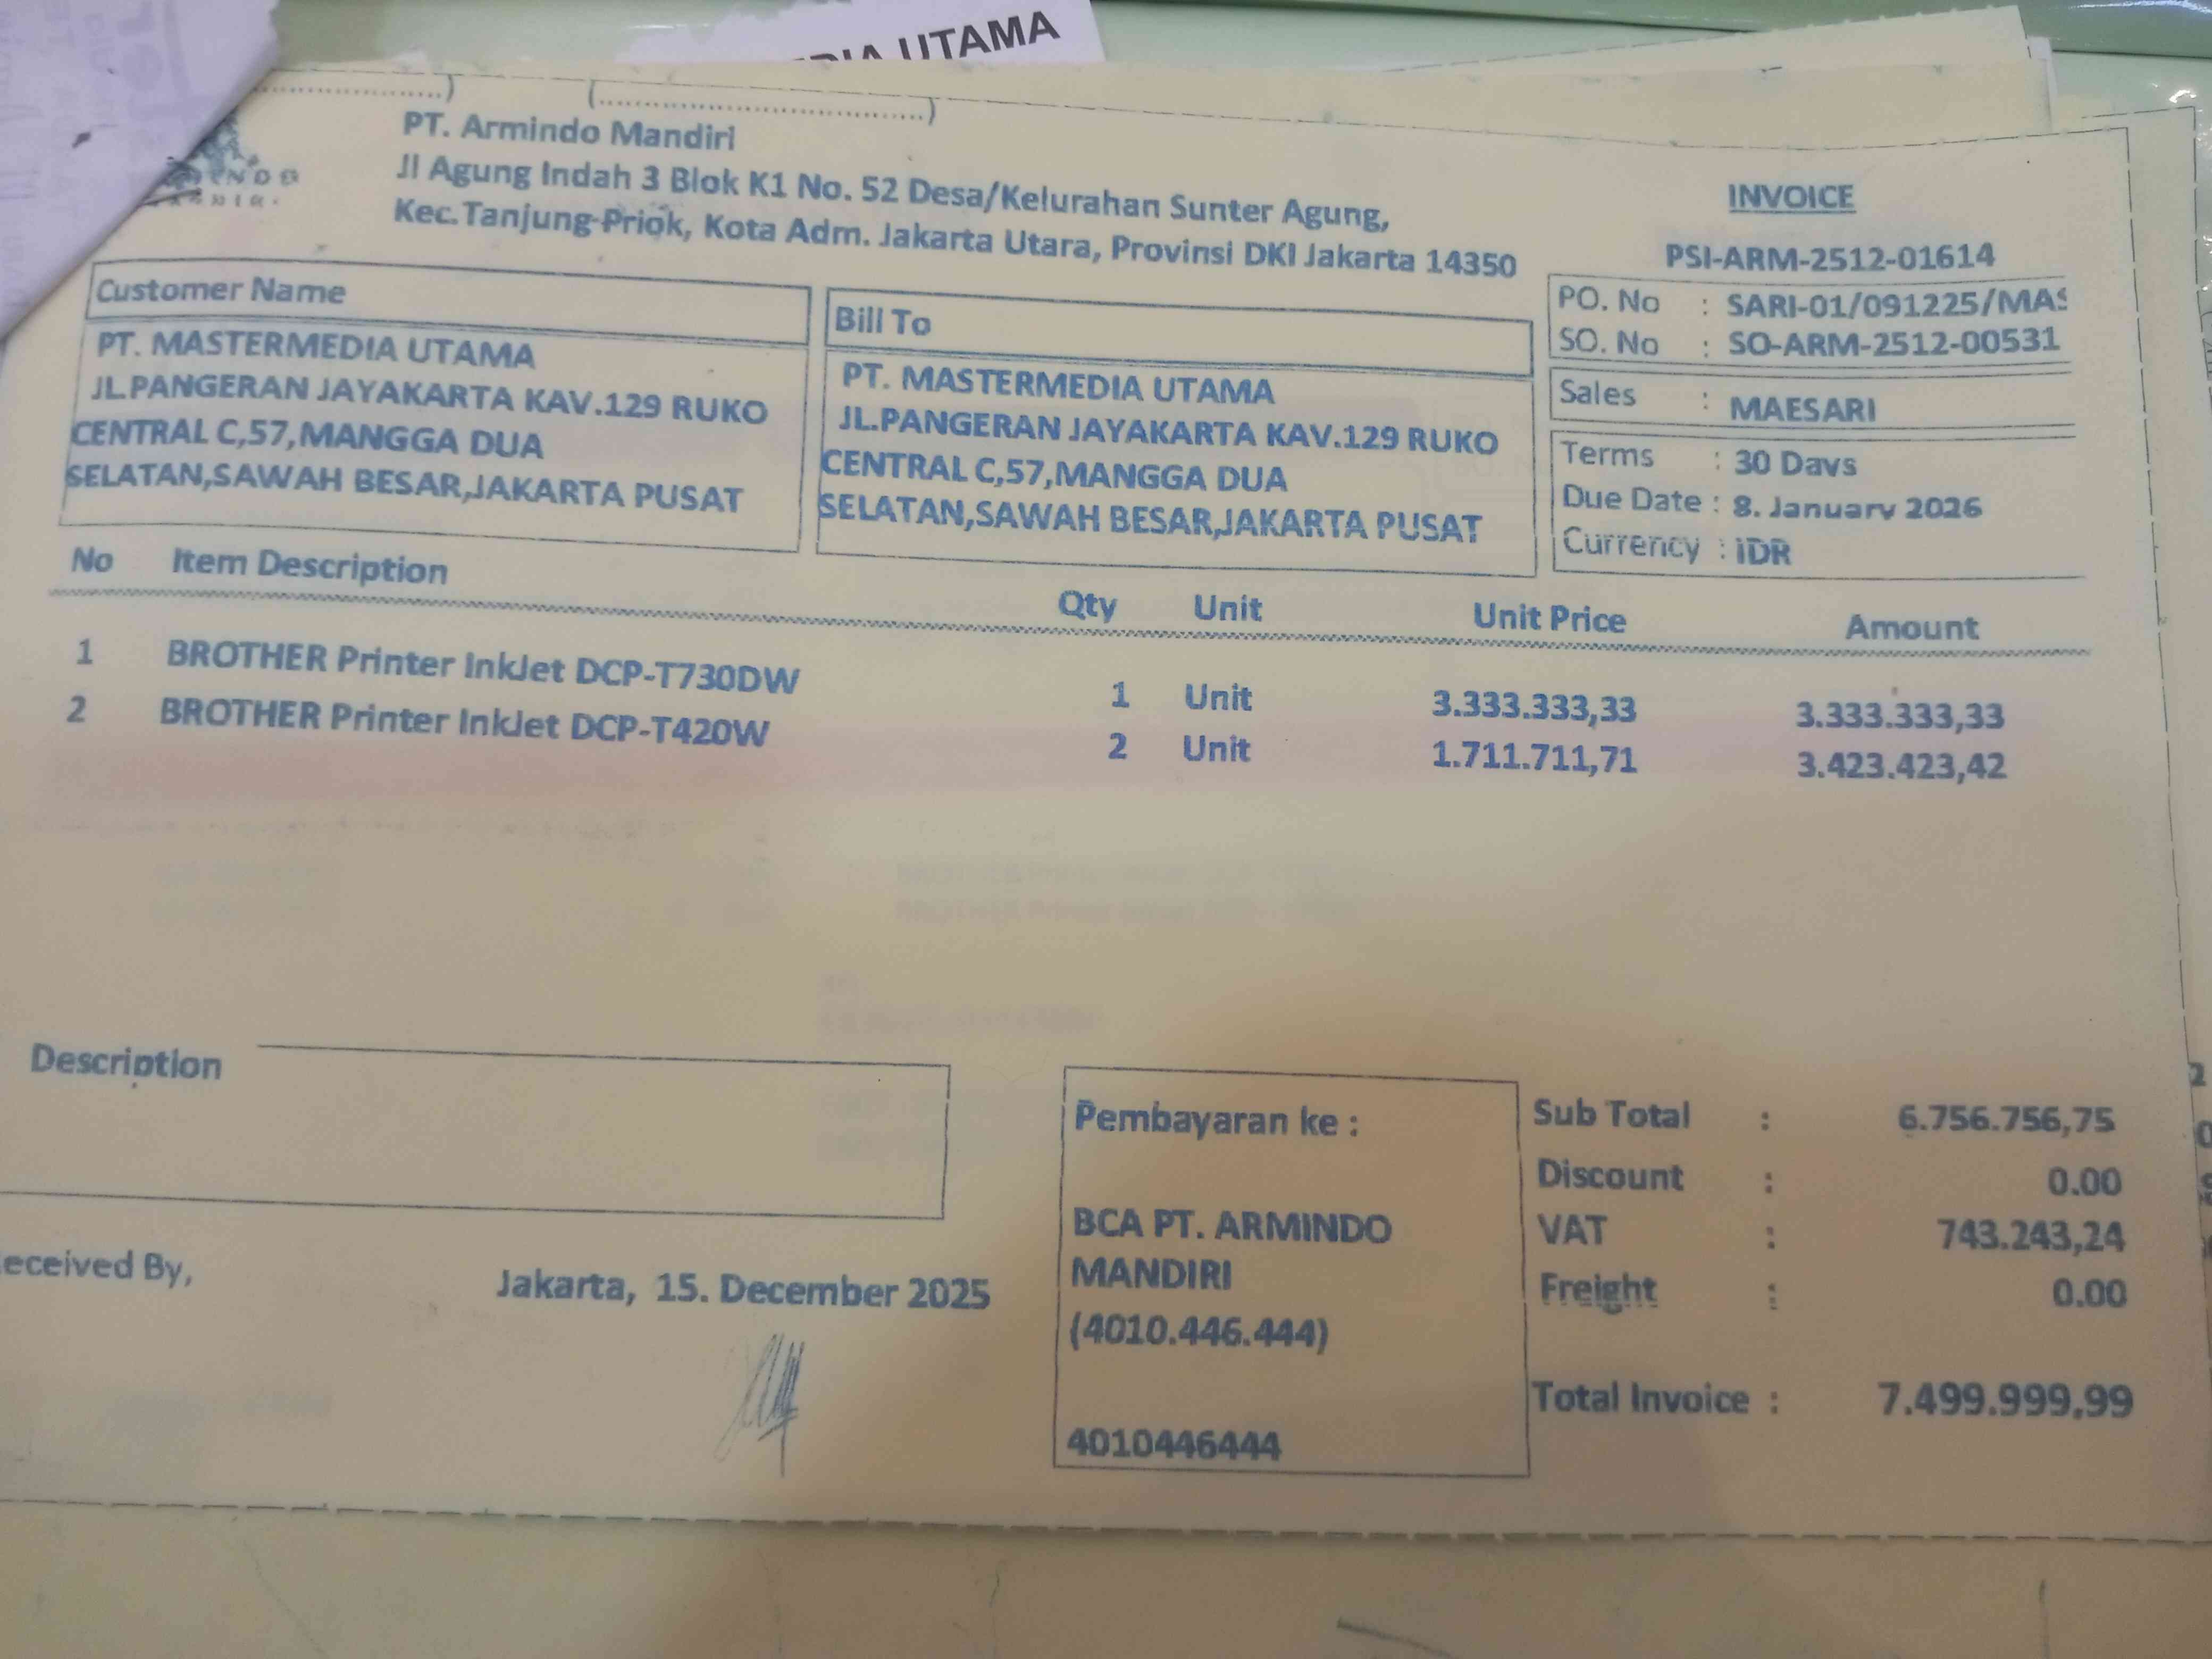 UTAMA
PT. Armindo Mandiri
Jl Agung Indah 3 Blok K1 No. 52 Desa/Kelurahan Sunter Agung,
Kec.Tanjung-Priok, Kota Adm. Jakarta Utara, Provinsi DKI Jakarta 14350
INVOICE
PSI-ARM-2512-01614
PO. No : SARI-01/091225/MAS
SO. No : SO-ARM-2512-00531
Sales : MAESARI
Terms : 30 Days
Due Date : 8. January 2026
Currency : IDR
Customer Name
PT. MASTERMEDIA UTAMA
JL.PANGERAN JAYAKARTA KAV.129 RUKO
CENTRAL C,57,MANGGA DUA
SELATAN,SAWAH BESAR,JAKARTA PUSAT
Bill To
PT. MASTERMEDIA UTAMA
JL.PANGERAN JAYAKARTA KAV.129 RUKO
CENTRAL C,57,MANGGA DUA
SELATAN,SAWAH BESAR,JAKARTA PUSAT
No Item Description Qty Unit Unit Price Amount
1 BROTHER Printer InkJet DCP-T730DW 1 Unit 3.333.333,33 3.333.333,33
2 BROTHER Printer InkJet DCP-T420W 2 Unit 1.711.711,71 3.423.423,42
Description
eceived By,
Jakarta, 15. December 2025
Pembayaran ke :
BCA PT. ARMINDO
MANDIRI
(4010.446.444)
4010446444
Sub Total : 6.756.756,75
Discount : 0.00
VAT : 743.243,24
Freight : 0.00
Total Invoice : 7.499.999,99